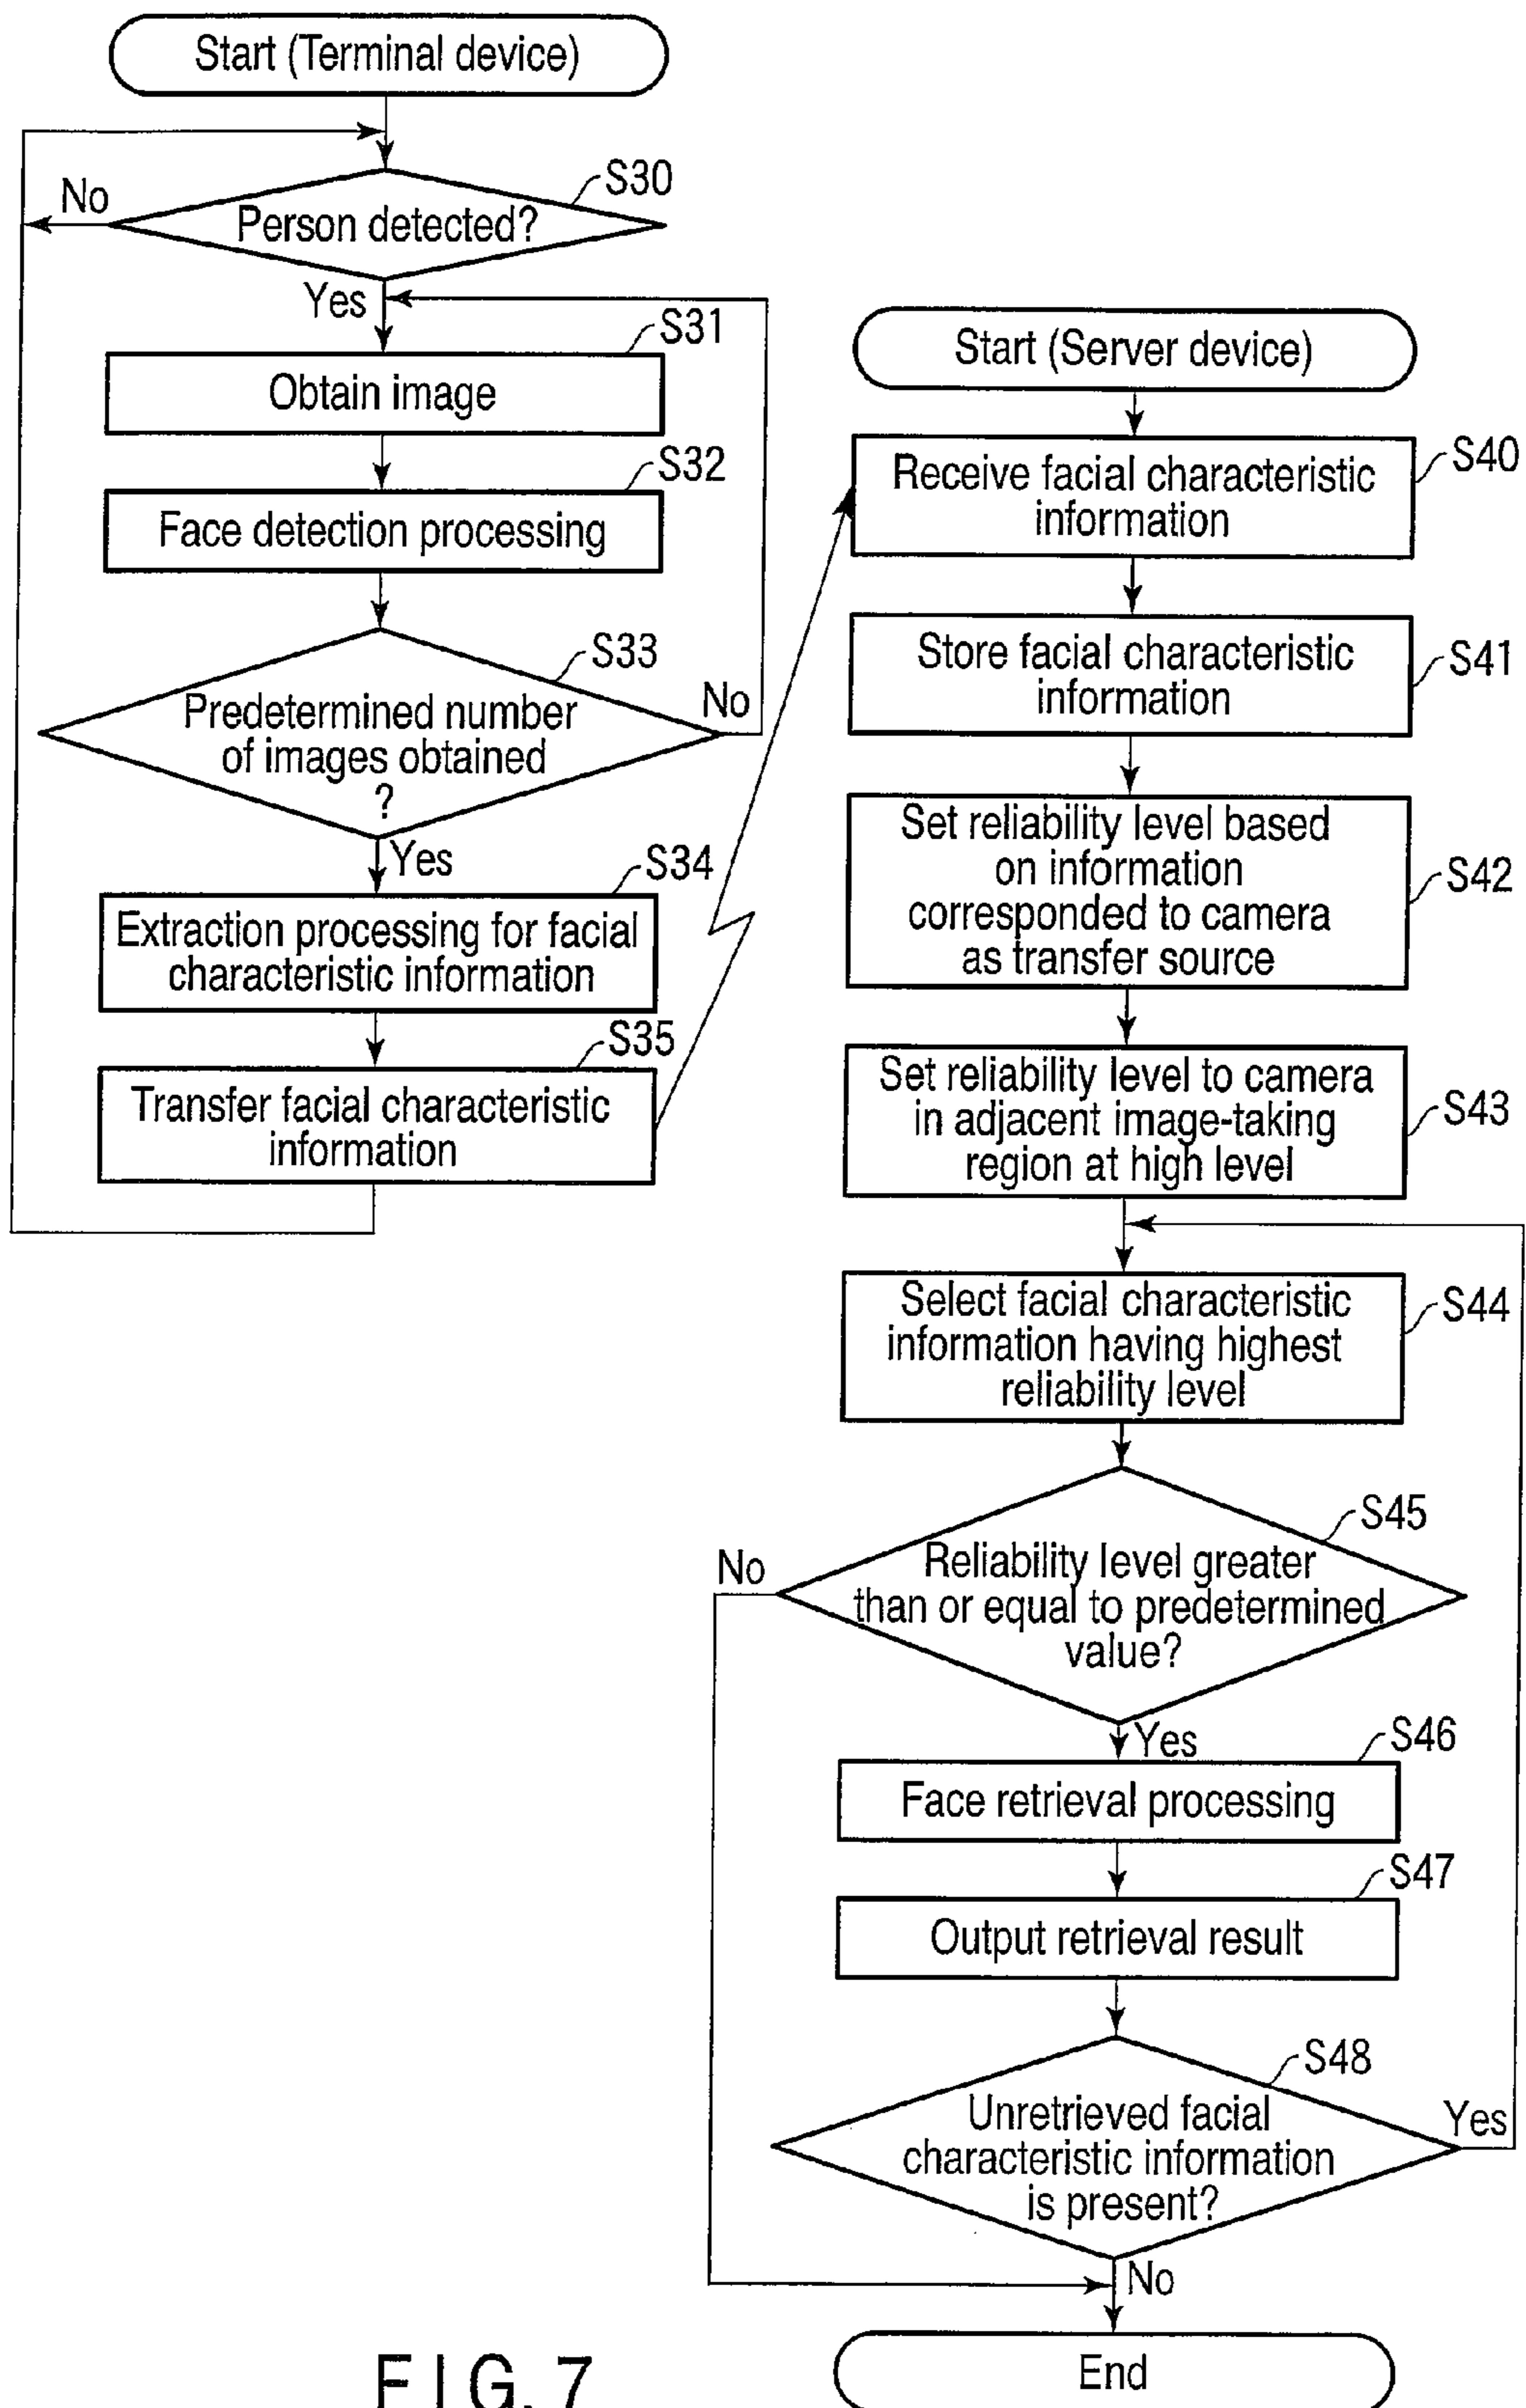 Start (Terminal device)
No
S30
Person detected?
Yes
S31
Obtain image
S32
Face detection processing
S33
Predetermined number
of images obtained
?
No
Yes
S34
Extraction processing for facial
characteristic information
S35
Transfer facial characteristic
information
Start (Server device)
S40
Receive facial characteristic
information
S41
Store facial characteristic
information
S42
Set reliability level based
on information
corresponded to camera
as transfer source
S43
Set reliability level to camera
in adjacent image-taking
region at high level
S44
Select facial characteristic
information having highest
reliability level
S45
No
Reliability level greater
than or equal to predetermined
value?
Yes
S46
Face retrieval processing
S47
Output retrieval result
S48
Unretrieved facial
characteristic information
is present?
Yes
No
End
FIG. 7